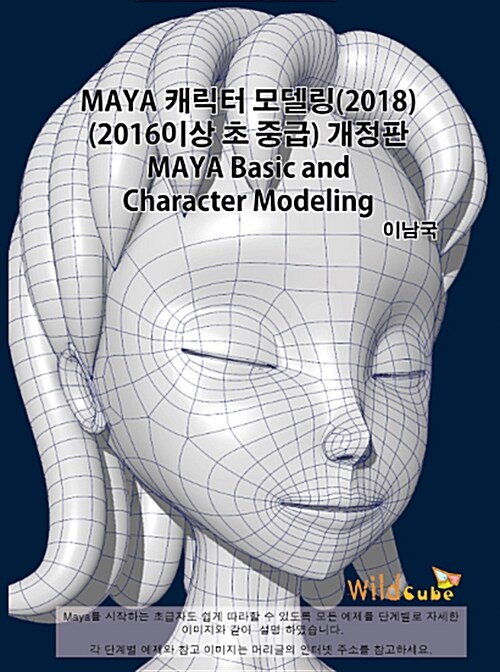 MAYA 캐릭터 모델링(2018)
(2016이상 초 중급) 개정판
MAYA Basic and
Character Modeling
이남국
Wildcube
Maya를 시작하는 초급자도 쉽게 따라할 수 있도록 모든 예제를 단계별로 자세한
이미지와 같아 설명 하였습니다.
각 단계별 예제와 참고 이미지는 머리글의 인터넷 주소를 참고하세요.